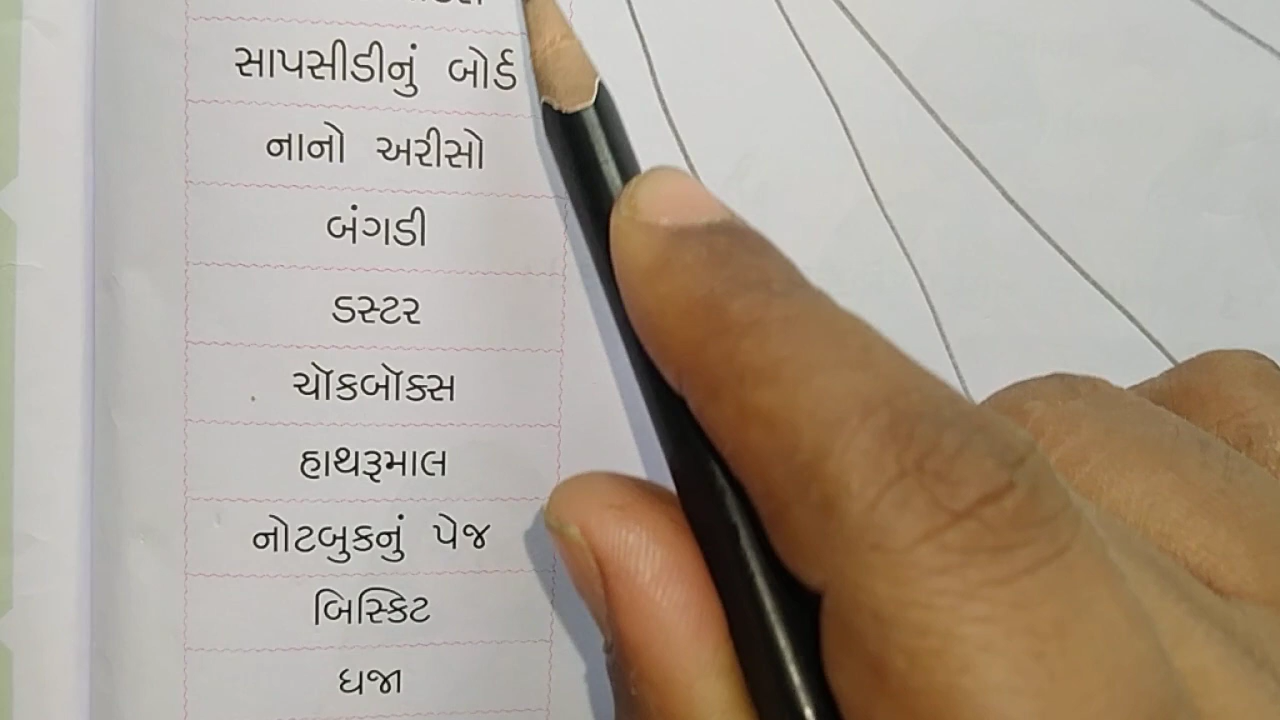 સાપસીડીનું બોર્ડ
નાનો અરીસો
બંગડી
ડસ્ટર
ચૉકબૉક્સ
હાથરૂમાલ
નોટબુકનું પેજ
બિસ્કિટ
ધજા